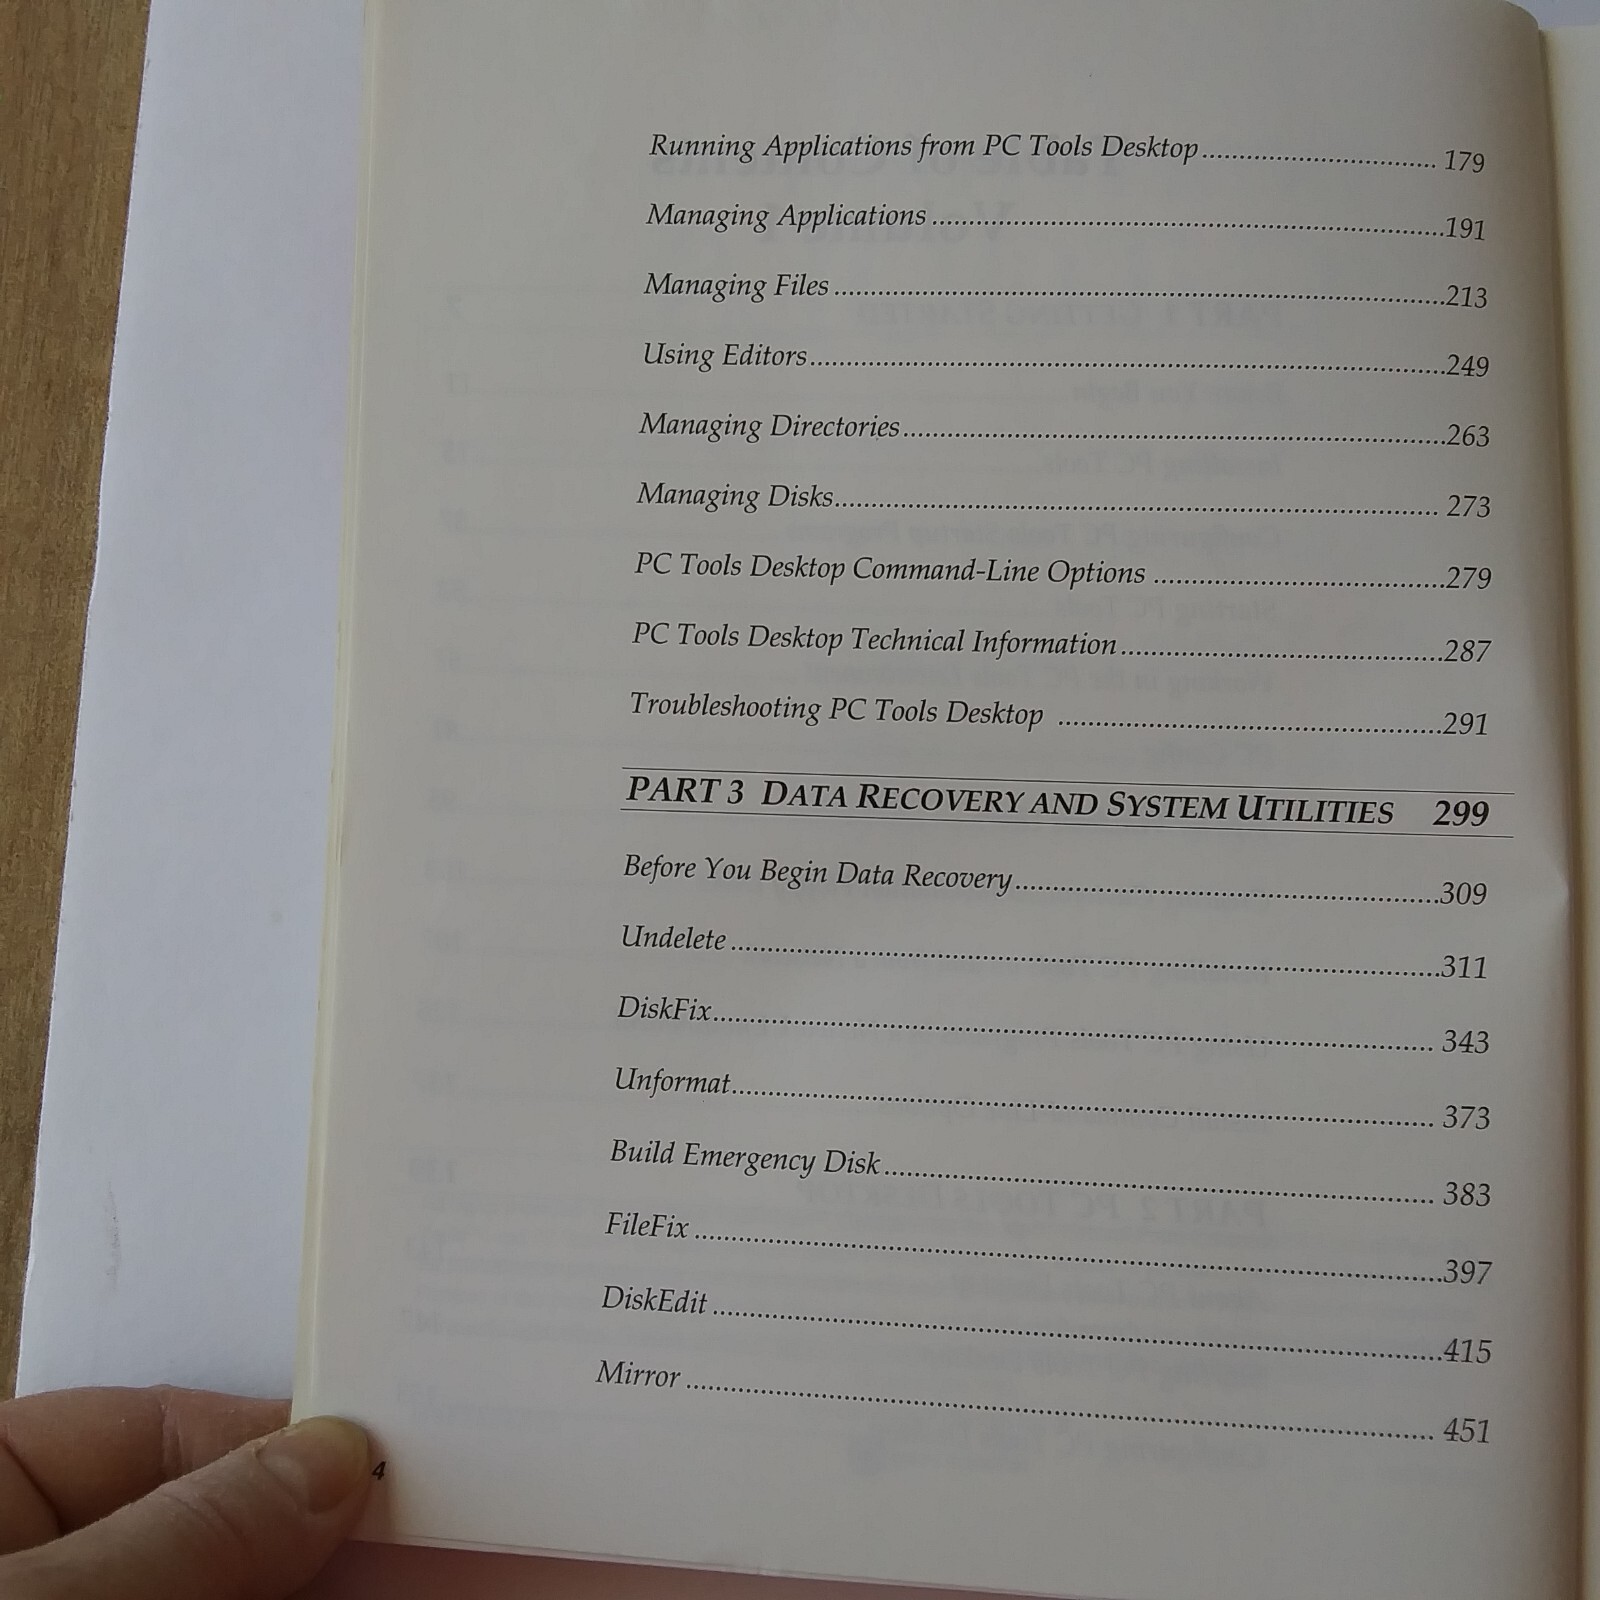 Running Applications from PC Tools Desktop.................................. 179
Managing Applications ..........................................................................191
Managing Files .......................................................................................213
Using Editors..........................................................................................249
Managing Directories.............................................................................263
Managing Disks..................................................................................... 273
PC Tools Desktop Command-Line Options .........................................279
PC Tools Desktop Technical Information..............................................287
Troubleshooting PC Tools Desktop .......................................................291
PART 3 DATA RECOVERY AND SYSTEM UTILITIES 299
Before You Begin Data Recovery............................................................309
Undelete ...................................................................................................311
DiskFix.................................................................................................... 343
Unformat................................................................................................. 373
Build Emergency Disk............................................................................ 383
FileFix ......................................................................................................397
DiskEdit ...................................................................................................415
Mirror ..................................................................................................... 451
4